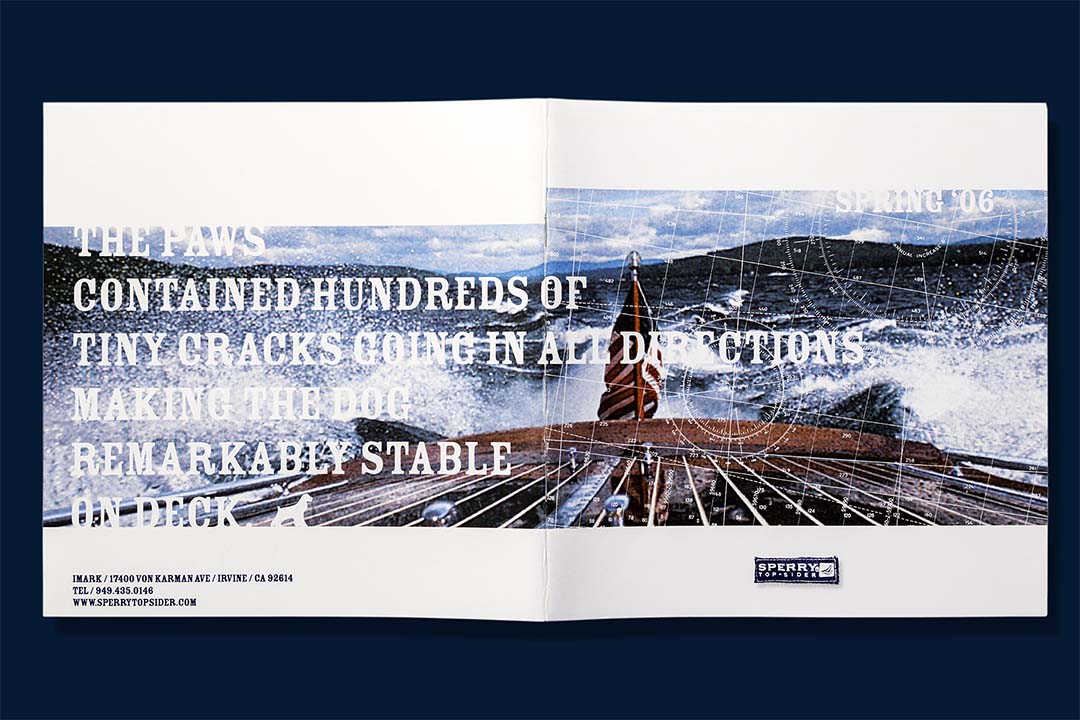 THE PAWS
CONTAINED HUNDREDS OF
TINY CRACKS GOING IN ALL DIRECTIONS
MAKING THE DOG
REMARKABLY STABLE
ON DECK
IMARK / 17400 VON KARMAN AVE / IRVINE / CA 92614
TEL / 949.435.0146
WWW.SPERRYTOPSIDER.COM
SPRING ‘06
ANNUAL INCREASE
SPERRY
TOP-SIDER